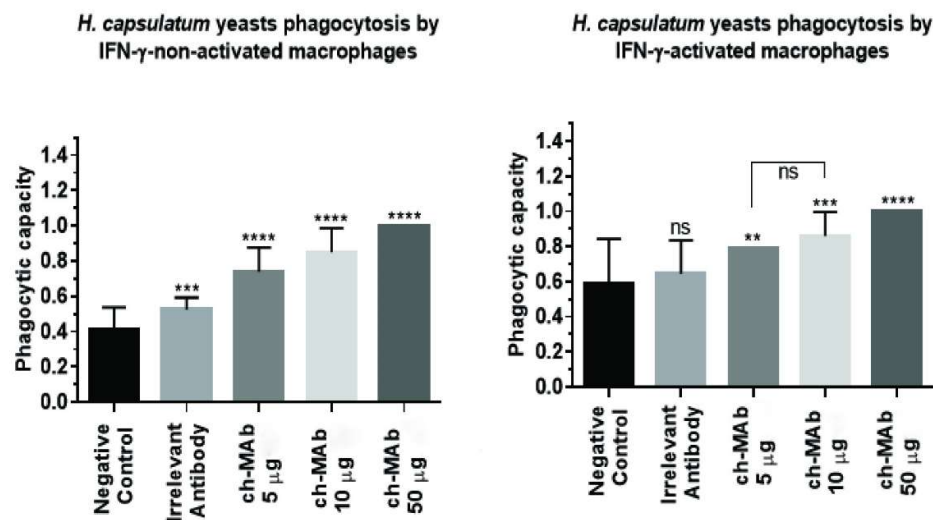 H. capsulatum yeasts phagocytosis by
IFN-γ-non-activated macrophages
Phagocytic capacity
1.4
1.2
1.0
0.8
0.6
0.4
0.2
0.0
***
****
****
****
Negative
Control
Irrelevant
Antibody
ch-MAb
5 μg
ch-MAb
10 μg
ch-MAb
50 μg
H. capsulatum yeasts phagocytosis by
IFN-γ-activated macrophages
Phagocytic capacity
1.4
1.2
1.0
0.8
0.6
0.4
0.2
0.0
ns
**
ns
***
****
Negative
Control
Irrelevant
Antibody
ch-MAb
5 μg
ch-MAb
10 μg
ch-MAb
50 μg